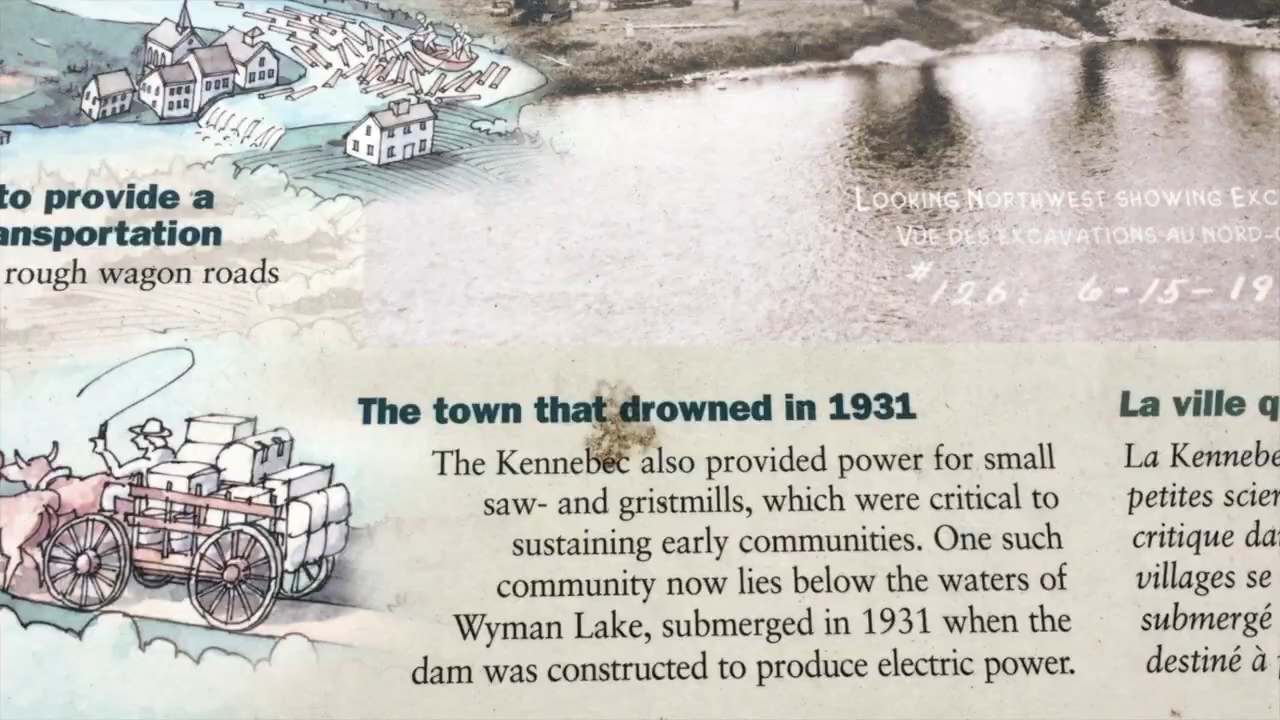 to provide a
ansportation
rough wagon roads
LOOKING NORTHWEST SHOWING EXC
VUE DES EXCAVATIONS AU NORD-O
#126. 6-15-19
The town that drowned in 1931
The Kennebec also provided power for small
saw- and gristmills, which were critical to
sustaining early communities. One such
community now lies below the waters of
Wyman Lake, submerged in 1931 when the
dam was constructed to produce electric power.
La ville q
La Kennebe
petites scier
critique da
villages se
submergé
destiné à